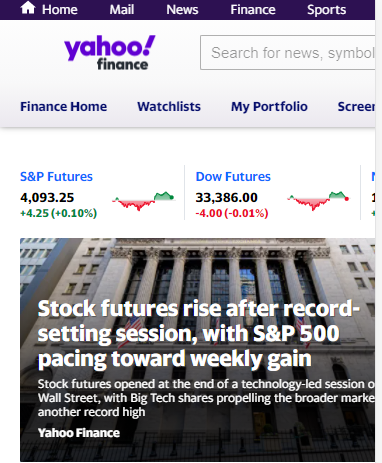 Home Mail News Finance Sports
yahoo!
finance
Search for news, symbol
Finance Home Watchlists My Portfolio Screen
S&P Futures Dow Futures
4,093.25 33,386.00
+4.25 (+0.10%) -4.00 (-0.01%)
Stock futures rise after record-
setting session, with S&P 500
pacing toward weekly gain
Stock futures opened at the end of a technology-led session o
Wall Street, with Big Tech shares propelling the broader marke
another record high
Yahoo Finance